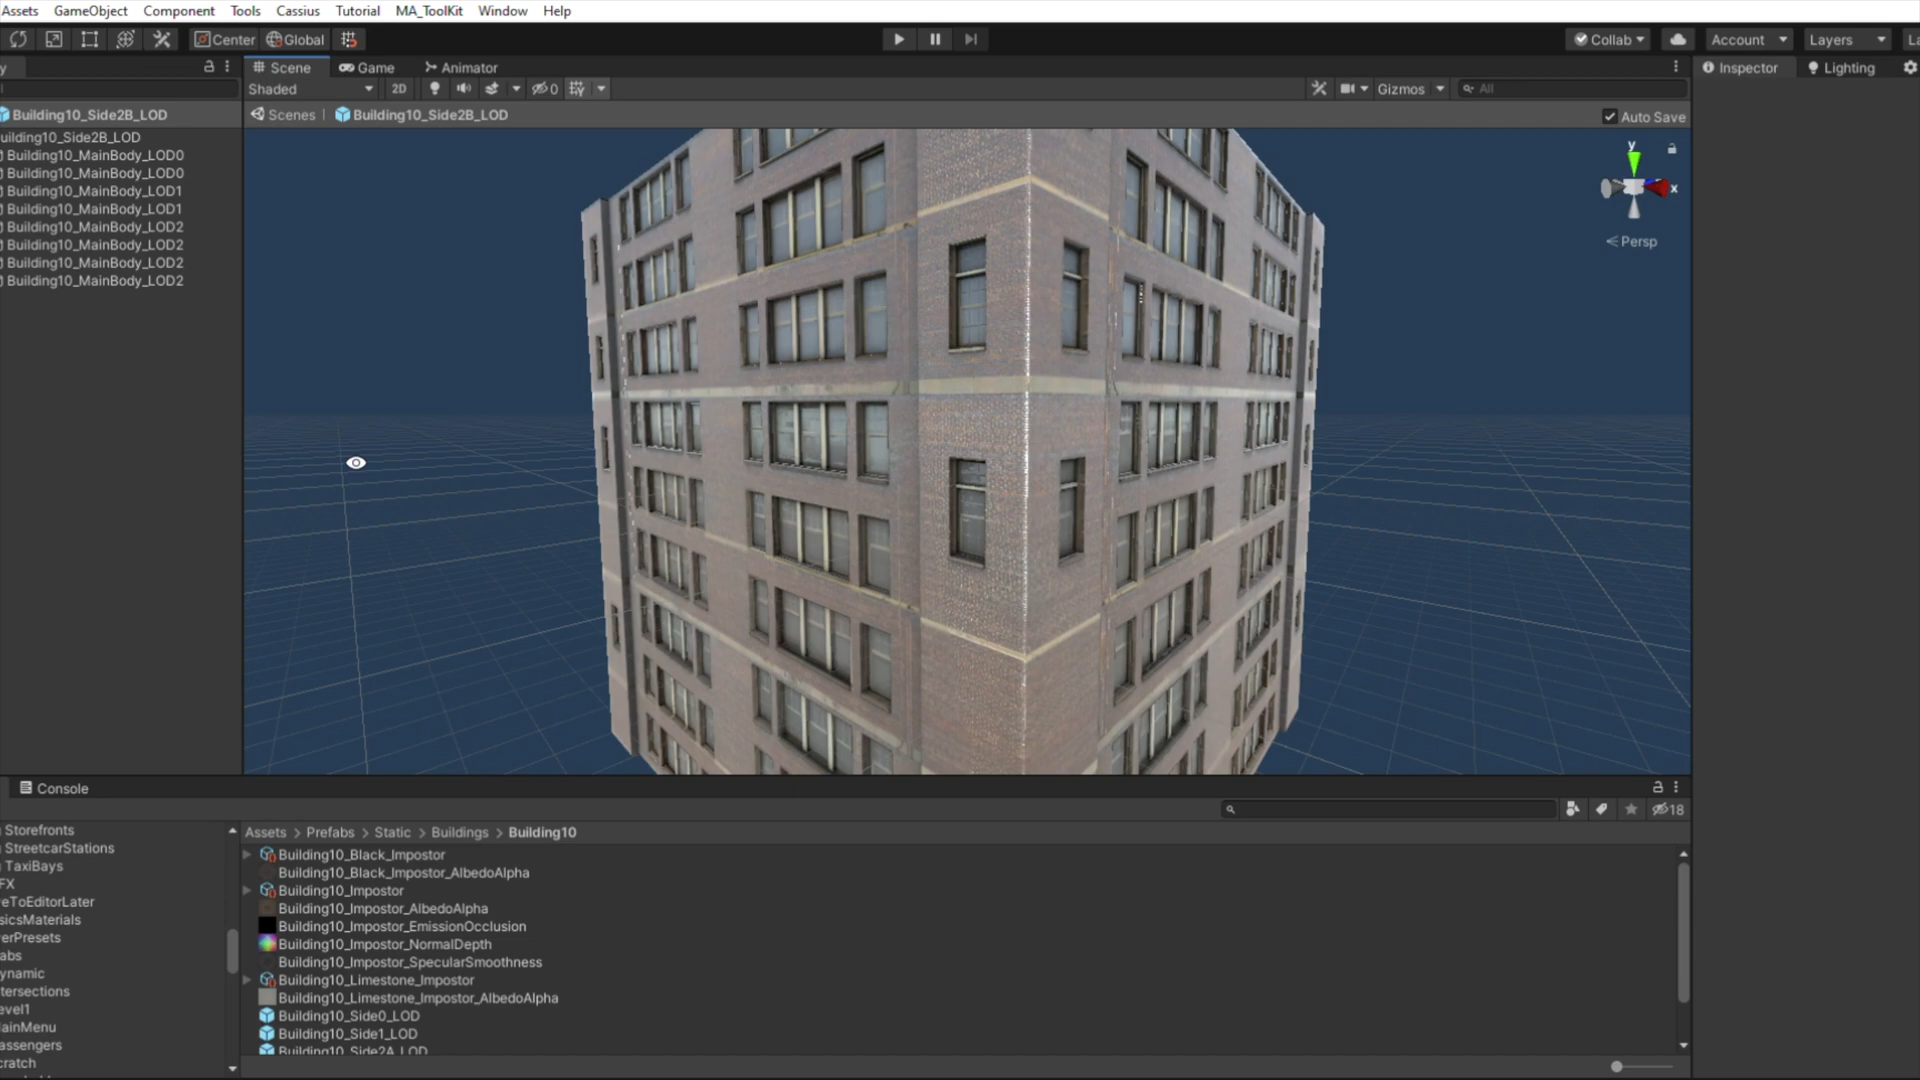 Assets GameObject Component Tools Cassius Tutorial MA_ToolKit Window Help
Center Global Collab Account Layers
Scene Game Animator Inspector Lighting
Shaded 2D 0 Gizmos All
Building10_Side2B_LOD Scenes Building10_Side2B_LOD Auto Save
uilding10_Side2B_LOD
Building10_MainBody_LOD0
Building10_MainBody_LOD0
Building10_MainBody_LOD1
Building10_MainBody_LOD1
Building10_MainBody_LOD2
Building10_MainBody_LOD2
Building10_MainBody_LOD2
Building10_MainBody_LOD2
y
x
Persp
Console
18
Assets > Prefabs > Static > Buildings > Building10
Storefronts
StreetcarStations
TaxiBays
FX
eToEditorLater
sicsMaterials
erPresets
abs
ynamic
tersections
evel1
ainMenu
assengers
cratch
Building10_Black_Impostor
Building10_Black_Impostor_AlbedoAlpha
Building10_Impostor
Building10_Impostor_AlbedoAlpha
Building10_Impostor_EmissionOcclusion
Building10_Impostor_NormalDepth
Building10_Impostor_SpecularSmoothness
Building10_Limestone_Impostor
Building10_Limestone_Impostor_AlbedoAlpha
Building10_Side0_LOD
Building10_Side1_LOD
Building10_Side2A_LOD